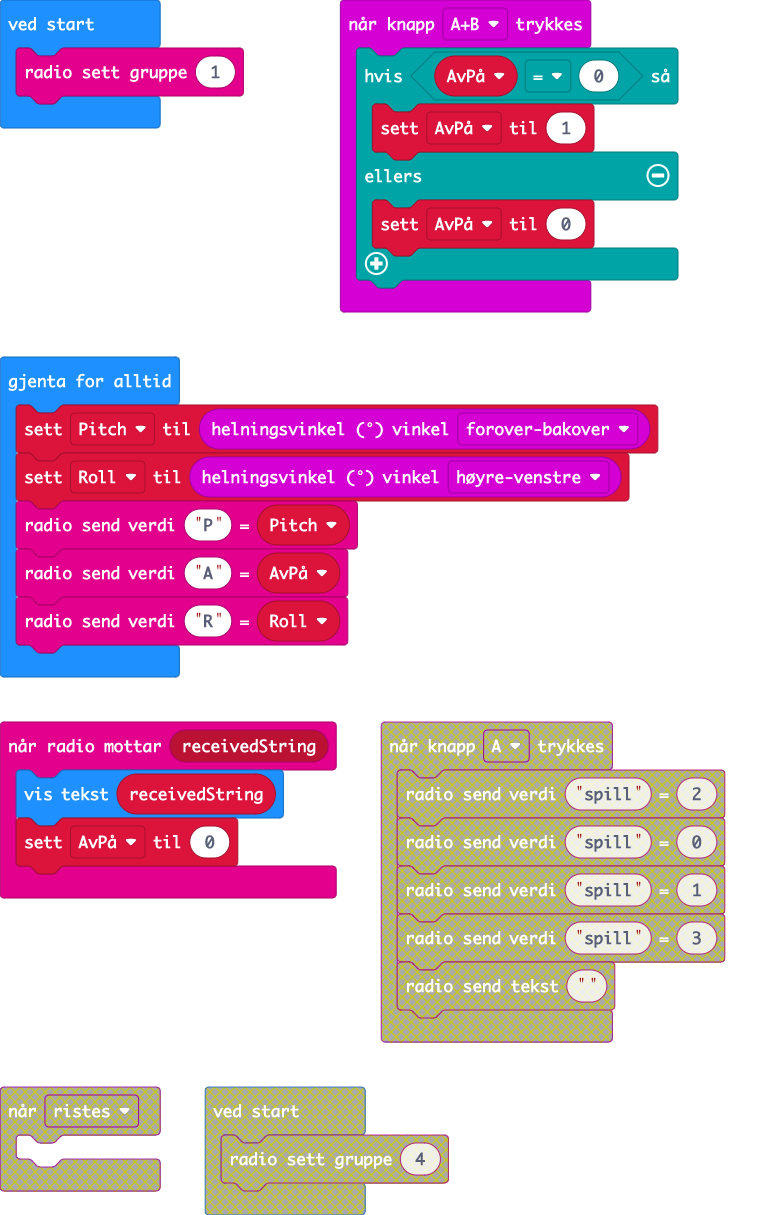 ved start
radio sett gruppe 1
når knapp A+B trykkes
hvis AvPå = 0 så
sett AvPå til 1
ellers
sett AvPå til 0
gjenta for alltid
sett Pitch til helningsvinkel (°) vinkel forover-bakover
sett Roll til helningsvinkel (°) vinkel høyre-venstre
radio send verdi "P" = Pitch
radio send verdi "A" = AvPå
radio send verdi "R" = Roll
når radio mottar receivedString
vis tekst receivedString
sett AvPå til 0
når knapp A trykkes
radio send verdi "spill" = 2
radio send verdi "spill" = 0
radio send verdi "spill" = 1
radio send verdi "spill" = 3
radio send tekst " "
når ristes
ved start
radio sett gruppe 4